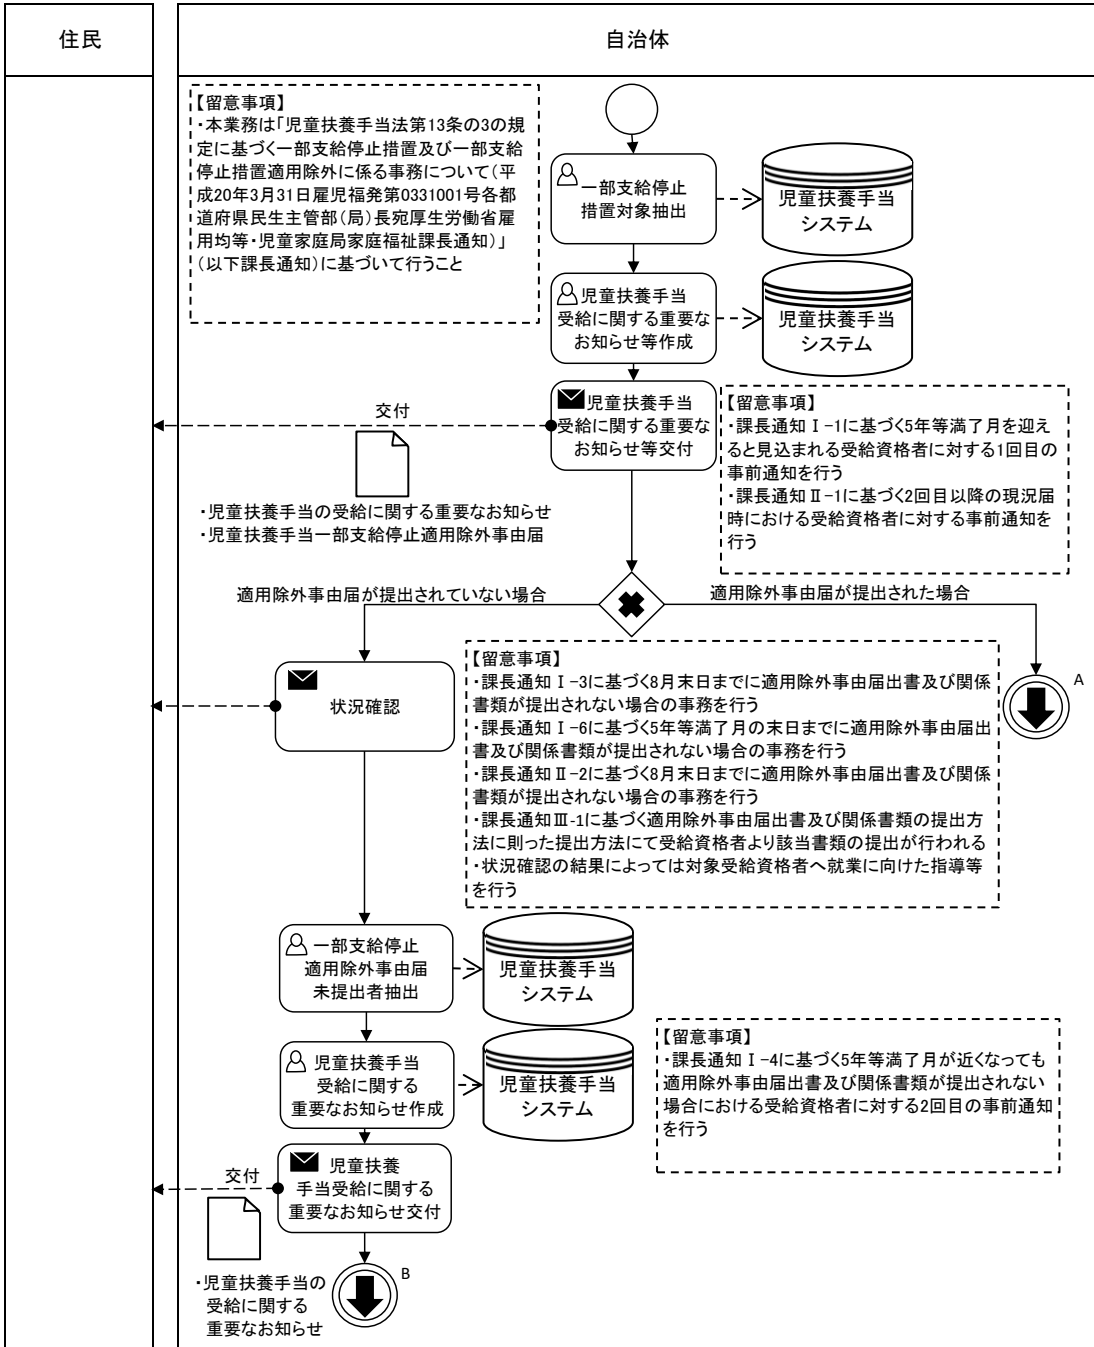 住民
自治体
【留意事項】
・本業務は「児童扶養手当法第13条の3の規
定に基づく一部支給停止措置及び一部支給
停止措置適用除外に係る事務について（平
成20年3月31日雇児福発第0331001号各都
道府県民生主管部（局）長宛厚生労働省雇
用均等・児童家庭局家庭福祉課長通知）」
（以下課長通知）に基づいて行うこと
一部支給停止
措置対象抽出
児童扶養手当
システム
児童扶養手当
受給に関する重要な
お知らせ等作成
児童扶養手当
システム
交付
児童扶養手当
受給に関する重要な
お知らせ等交付
【留意事項】
・課長通知Ⅰ-1に基づく5年等満了月を迎え
ると見込まれる受給資格者に対する1回目の
事前通知を行う
・課長通知Ⅱ-1に基づく2回目以降の現況届
時における受給資格者に対する事前通知を
行う
・児童扶養手当の受給に関する重要なお知らせ
・児童扶養手当一部支給停止適用除外事由届
適用除外事由届が提出されていない場合
適用除外事由届が提出された場合
状況確認
【留意事項】
・課長通知Ⅰ-3に基づく8月末日までに適用除外事由届出書及び関係
書類が提出されない場合の事務を行う
・課長通知Ⅰ-6に基づく5年等満了月の末日までに適用除外事由届出
書及び関係書類が提出されない場合の事務を行う
・課長通知Ⅱ-2に基づく8月末日までに適用除外事由届出書及び関係
書類が提出されない場合の事務を行う
・課長通知Ⅲ-1に基づく適用除外事由届出書及び関係書類の提出方
法に則った提出方法にて受給資格者より該当書類の提出が行われる
・状況確認の結果によっては対象受給資格者へ就業に向けた指導等
を行う
A
一部支給停止
適用除外事由届
未提出者抽出
児童扶養手当
システム
児童扶養手当
受給に関する
重要なお知らせ作成
児童扶養手当
システム
【留意事項】
・課長通知Ⅰ-4に基づく5年等満了月が近くなっても
適用除外事由届出書及び関係書類が提出されない
場合における受給資格者に対する2回目の事前通知
を行う
交付
児童扶養
手当受給に関する
重要なお知らせ交付
・児童扶養手当の
受給に関する
重要なお知らせ
B